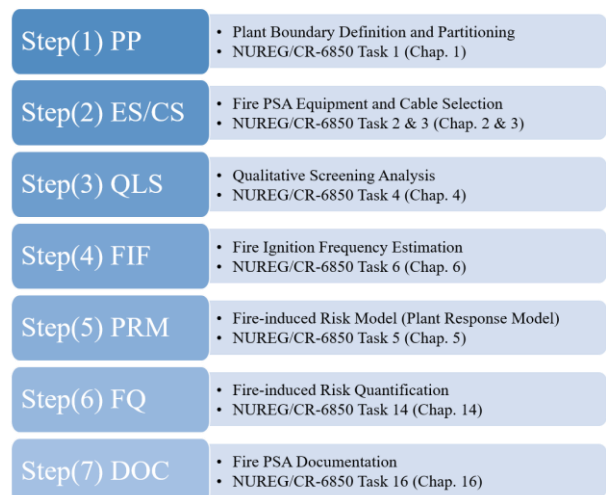 Step(1) PP
• Plant Boundary Definition and Partitioning
• NUREG/CR-6850 Task 1 (Chap. 1)
Step(2) ES/CS
• Fire PSA Equipment and Cable Selection
• NUREG/CR-6850 Task 2 & 3 (Chap. 2 & 3)
Step(3) QLS
• Qualitative Screening Analysis
• NUREG/CR-6850 Task 4 (Chap. 4)
Step(4) FIF
• Fire Ignition Frequency Estimation
• NUREG/CR-6850 Task 6 (Chap. 6)
Step(5) PRM
• Fire-induced Risk Model (Plant Response Model)
• NUREG/CR-6850 Task 5 (Chap. 5)
Step(6) FQ
• Fire-induced Risk Quantification
• NUREG/CR-6850 Task 14 (Chap. 14)
Step(7) DOC
• Fire PSA Documentation
• NUREG/CR-6850 Task 16 (Chap. 16)